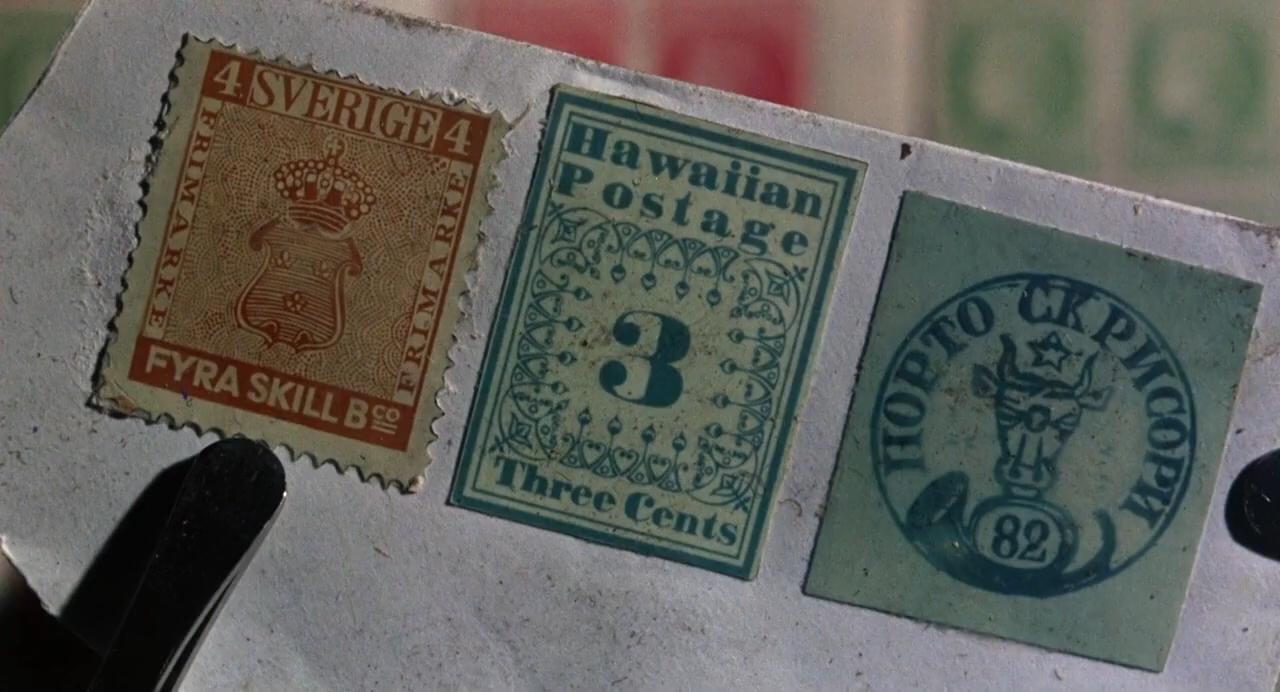 4 SVERIGE 4
FRIMARKE
FRIMARKE
FYRA SKILL Bco
Hawaiian
Postage
3
Three Cents
ПОРТО СКРИСОРИ
82